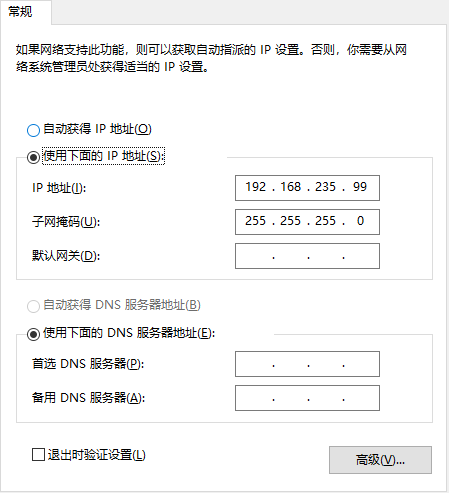 常规
如果网络支持此功能，则可以获取自动指派的 IP 设置。否则，你需要从网
络系统管理员处获得适当的 IP 设置。
自动获得 IP 地址(O)
使用下面的 IP 地址(S):
IP 地址(I): 192 . 168 . 235 . 99
子网掩码(U): 255 . 255 . 255 . 0
默认网关(D): . . .
自动获得 DNS 服务器地址(B)
使用下面的 DNS 服务器地址(E):
首选 DNS 服务器(P): . . .
备用 DNS 服务器(A): . . .
退出时验证设置(L)
高级(V)...